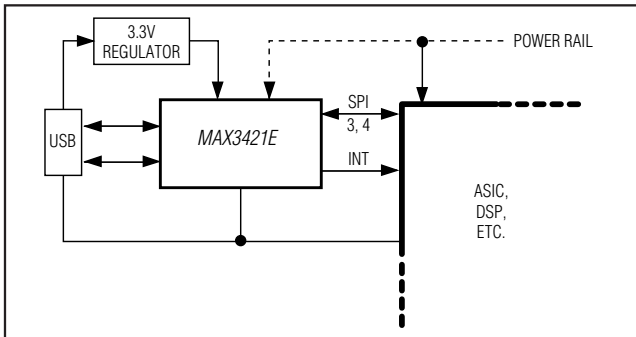 3.3V
REGULATOR
POWER RAIL
USB
MAX3421E
SPI
3, 4
INT
ASIC,
DSP,
ETC.